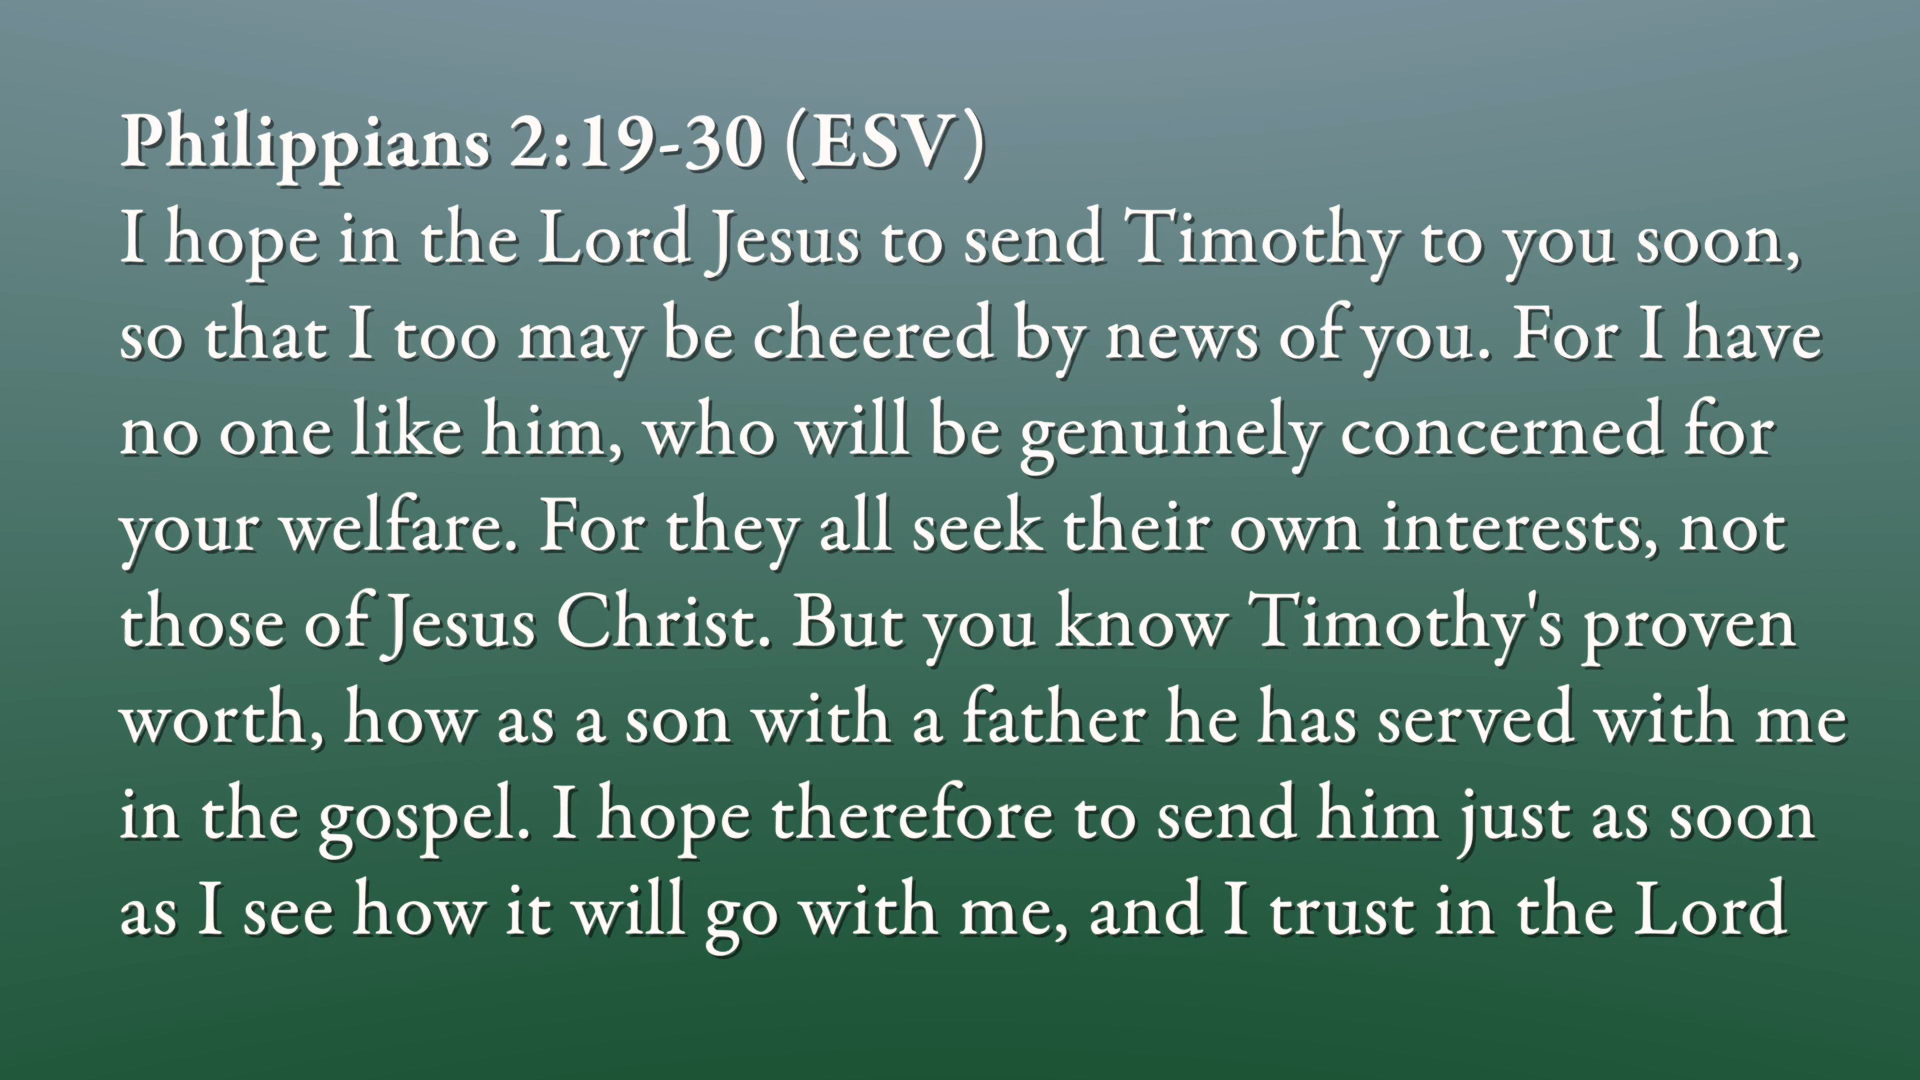 Philippians 2:19-30 (ESV)
I hope in the Lord Jesus to send Timothy to you soon,
so that I too may be cheered by news of you. For I have
no one like him, who will be genuinely concerned for
your welfare. For they all seek their own interests, not
those of Jesus Christ. But you know Timothy's proven
worth, how as a son with a father he has served with me
in the gospel. I hope therefore to send him just as soon
as I see how it will go with me, and I trust in the Lord